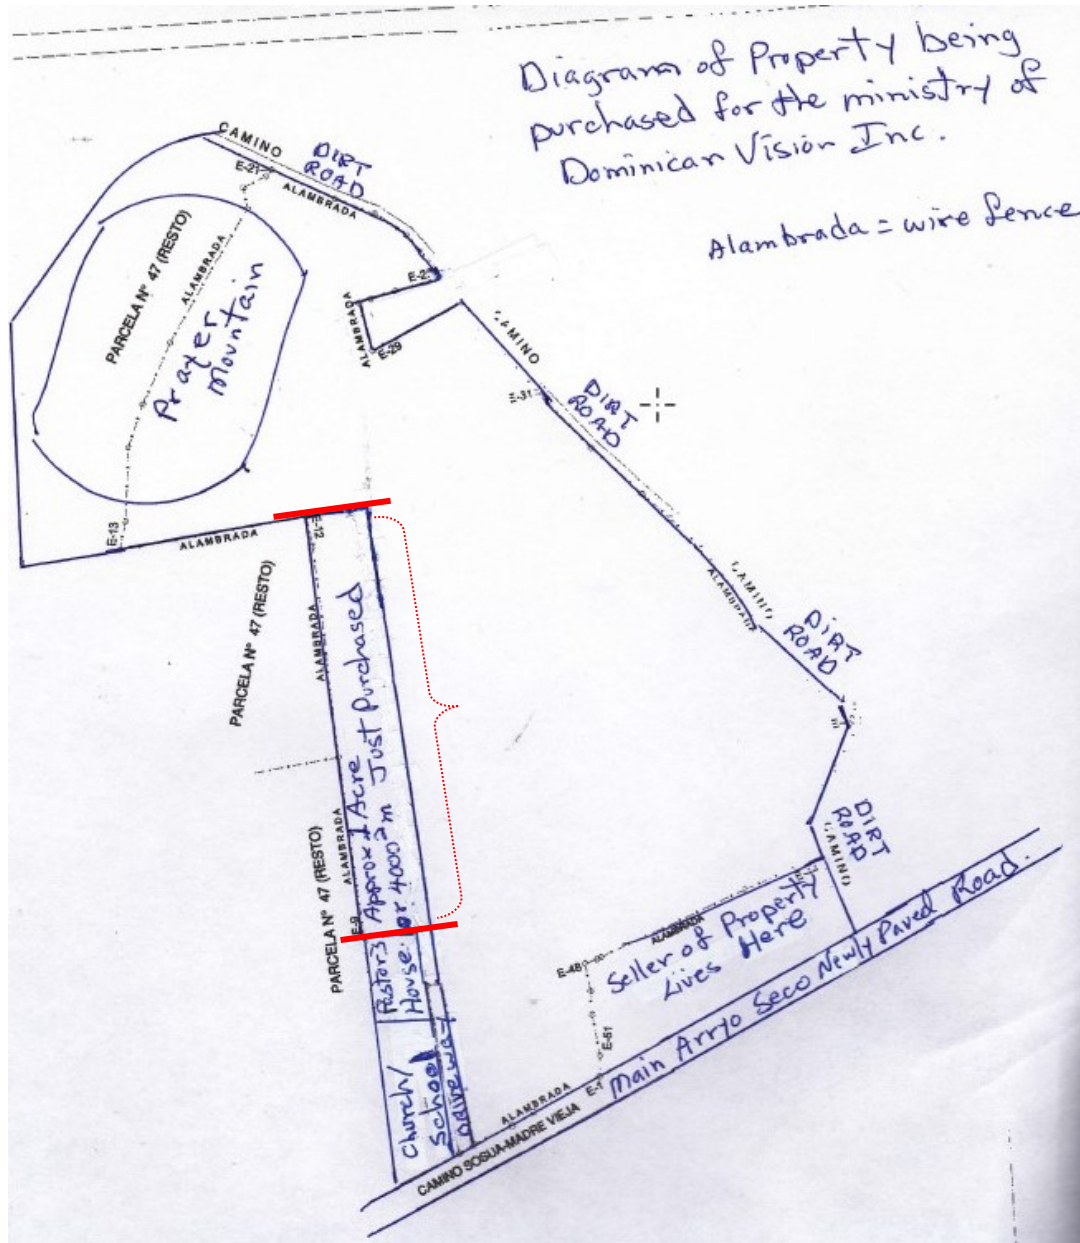 Diagram of Property being
purchased for the ministry of
Dominican Vision Inc.
Alambrada = wire fence
CAMINO
DIRT
ROAD
E-21
ALAMBRADA
PARCELA Nº 47 (RESTO)
ALAMBRADA
Prayer
Mountain
ALAMBRADA
E-29
CAMINO
E-31
DIRT
ROAD
E-13
ALAMBRADA
E-12
PARCELA Nº 47 (RESTO)
ALAMBRADA
CAMINO
ALAMBRADA
DIRT
ROAD
Approx 1 Acre
or 4000²m Just Purchased
PARCELA Nº 47 (RESTO)
ALAMBRADA
E-9
Pastor's
House
Church/
School
Driveway
DIRT
ROAD
CAMINO
ALAMBRADA
E-48
Seller of Property
Lives Here
E-51
E-1
ALAMBRADA
CAMINO SOSUA-MADRE VIEJA
Main Arryo Seco Newly Paved Road.